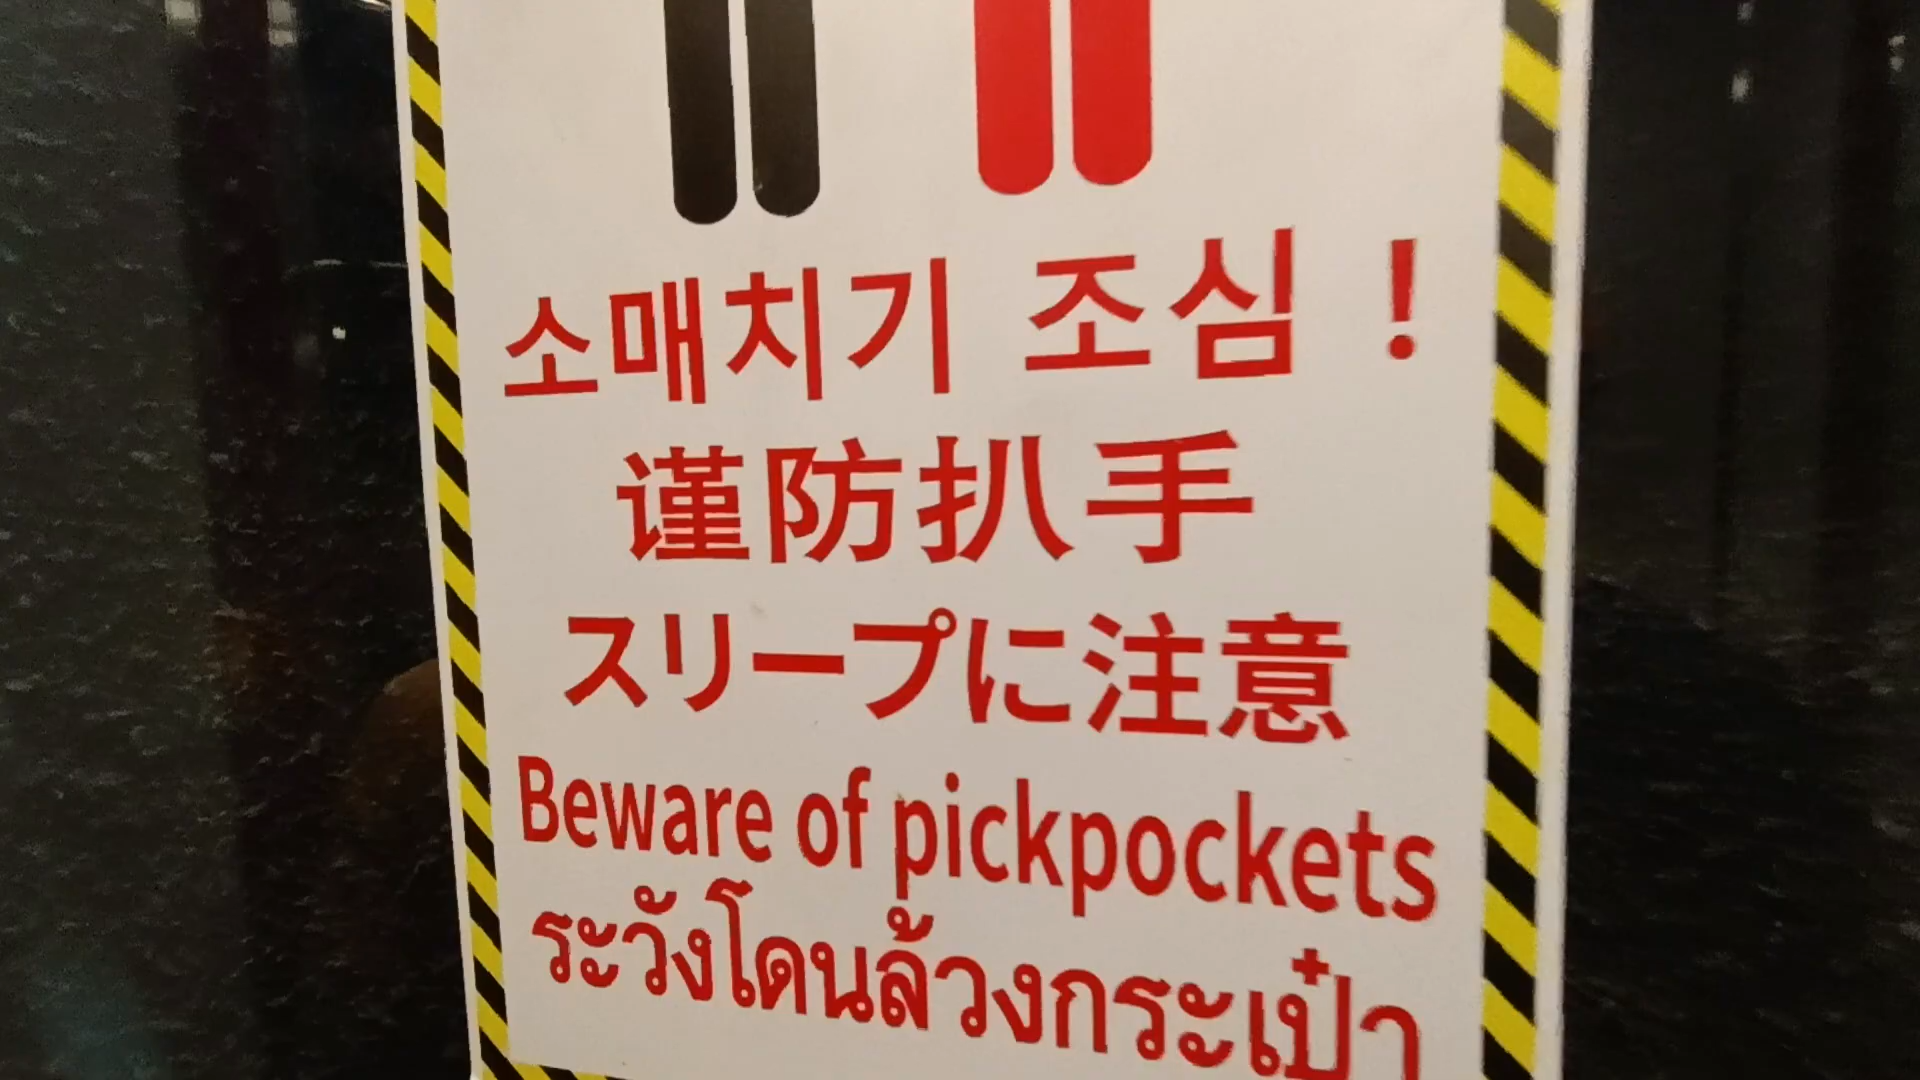 소매치기 조심 !
谨防扒手
スリープに注意
Beware of pickpockets
ระวังโดนล้วงกระเป๋า